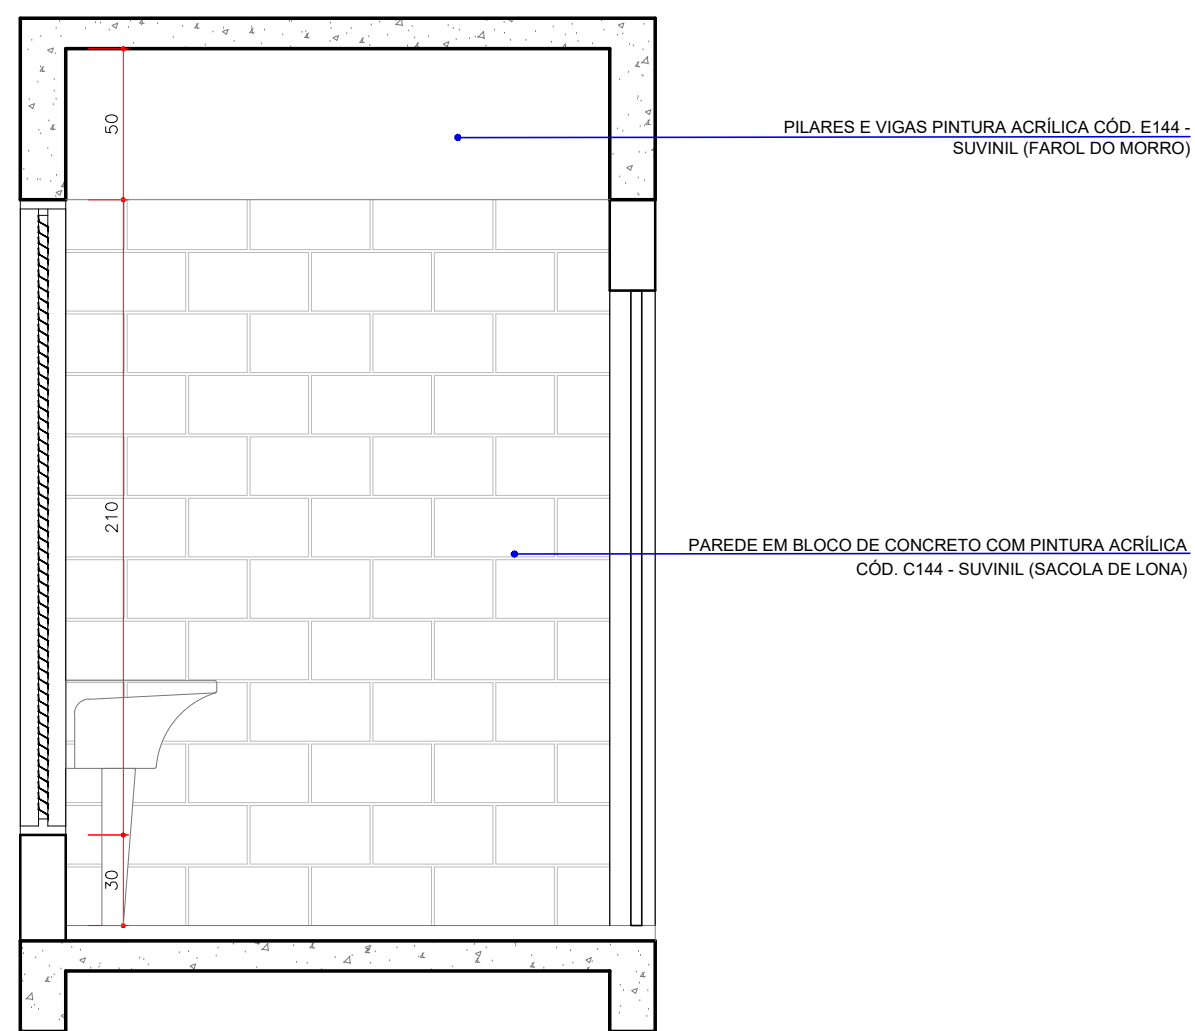 50
PILARES E VIGAS PINTURA ACRÍLICA CÓD. E144 -
SUVINIL (FAROL DO MORRO)
210
PAREDE EM BLOCO DE CONCRETO COM PINTURA ACRÍLICA
CÓD. C144 - SUVINIL (SACOLA DE LONA)
30